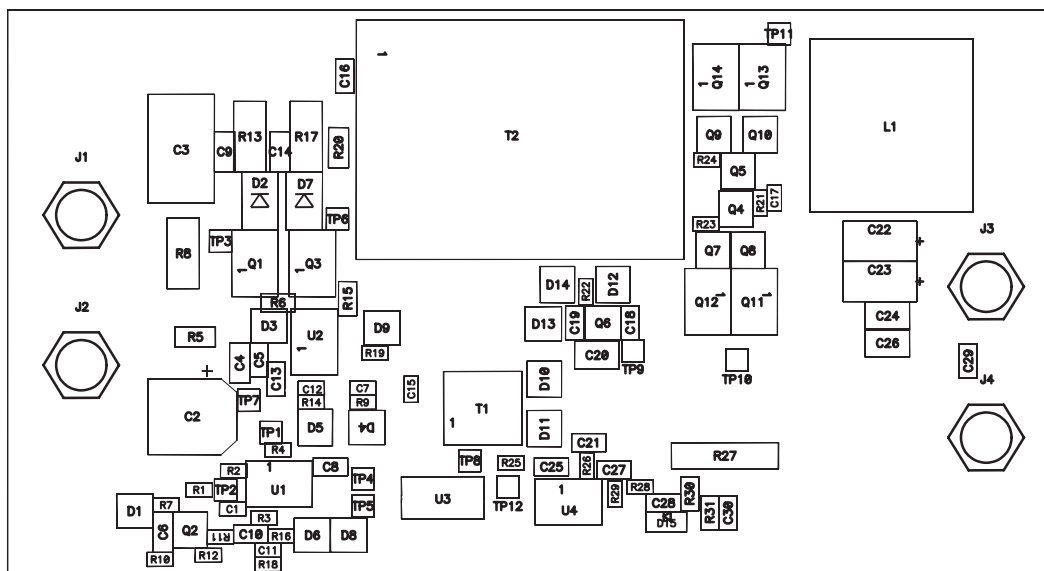 TP11
C16
1
T2
1
Q14
1
Q13
L1
C3
C9
R13
C14
R17
R20
Q9
Q10
R24
Q5
J1
D2
D7
R21
C17
Q4
TP6
R23
R8
TP3
1
Q1
1
Q3
Q7
Q8
C22
+
J3
C23
+
D14
R22
D12
Q12
1
Q11
1
R6
R15
J2
D3
U2
1
D9
D13
C19
Q6
C18
C24
R5
C26
R19
C4
C5
C20
TP9
TP10
C29
+
C13
C12
C7
C15
D10
R14
R9
J4
TP7
C2
T1
1
D5
D4
D11
TP1
R4
C21
R27
1
R2
C8
TP8
R25
C25
R26
C27
TP4
R1
TP2
U1
U3
TP12
1
U4
R29
R28
R30
C1
TP5
C28
D1
R7
R3
D15
R31
C30
C6
Q2
R11
C10
R16
D6
D8
R10
R12
C11
R18